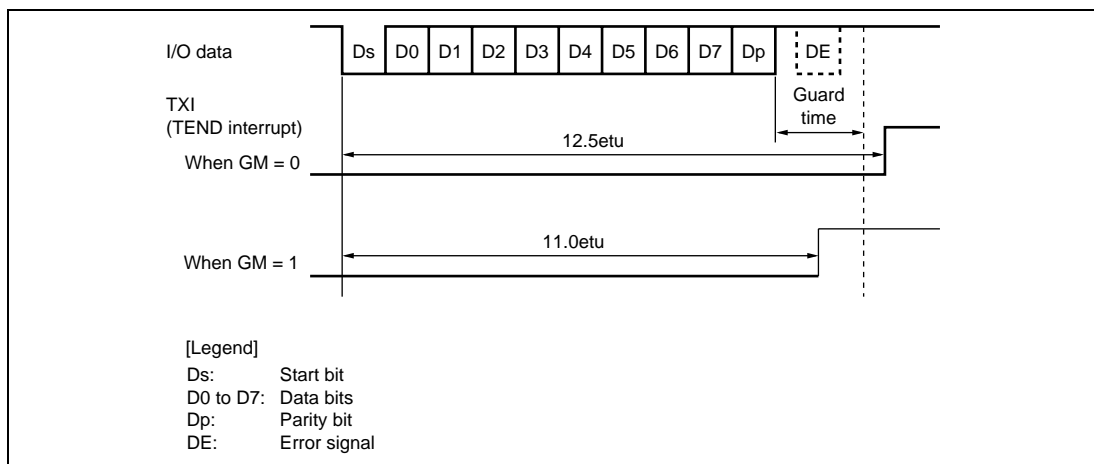 I/O data
Ds D0 D1 D2 D3 D4 D5 D6 D7 Dp DE
Guard
time
TXI
(TEND interrupt)
12.5etu
When GM = 0
11.0etu
When GM = 1
[Legend]
Ds: Start bit
D0 to D7: Data bits
Dp: Parity bit
DE: Error signal